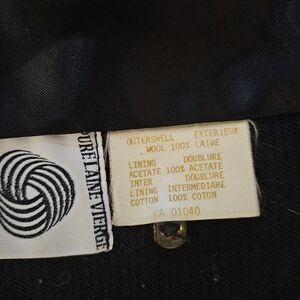 PURE LAINE VIERGE
OUTERSHELL EXTERIEUR
WOOL 100% LAIWE
LINING DOUBLURE
ACETATE 100% ACETATE
INTER DOUBLURE
LINING INTERMEDIARE
COTTON 100% COTON
CA 01040